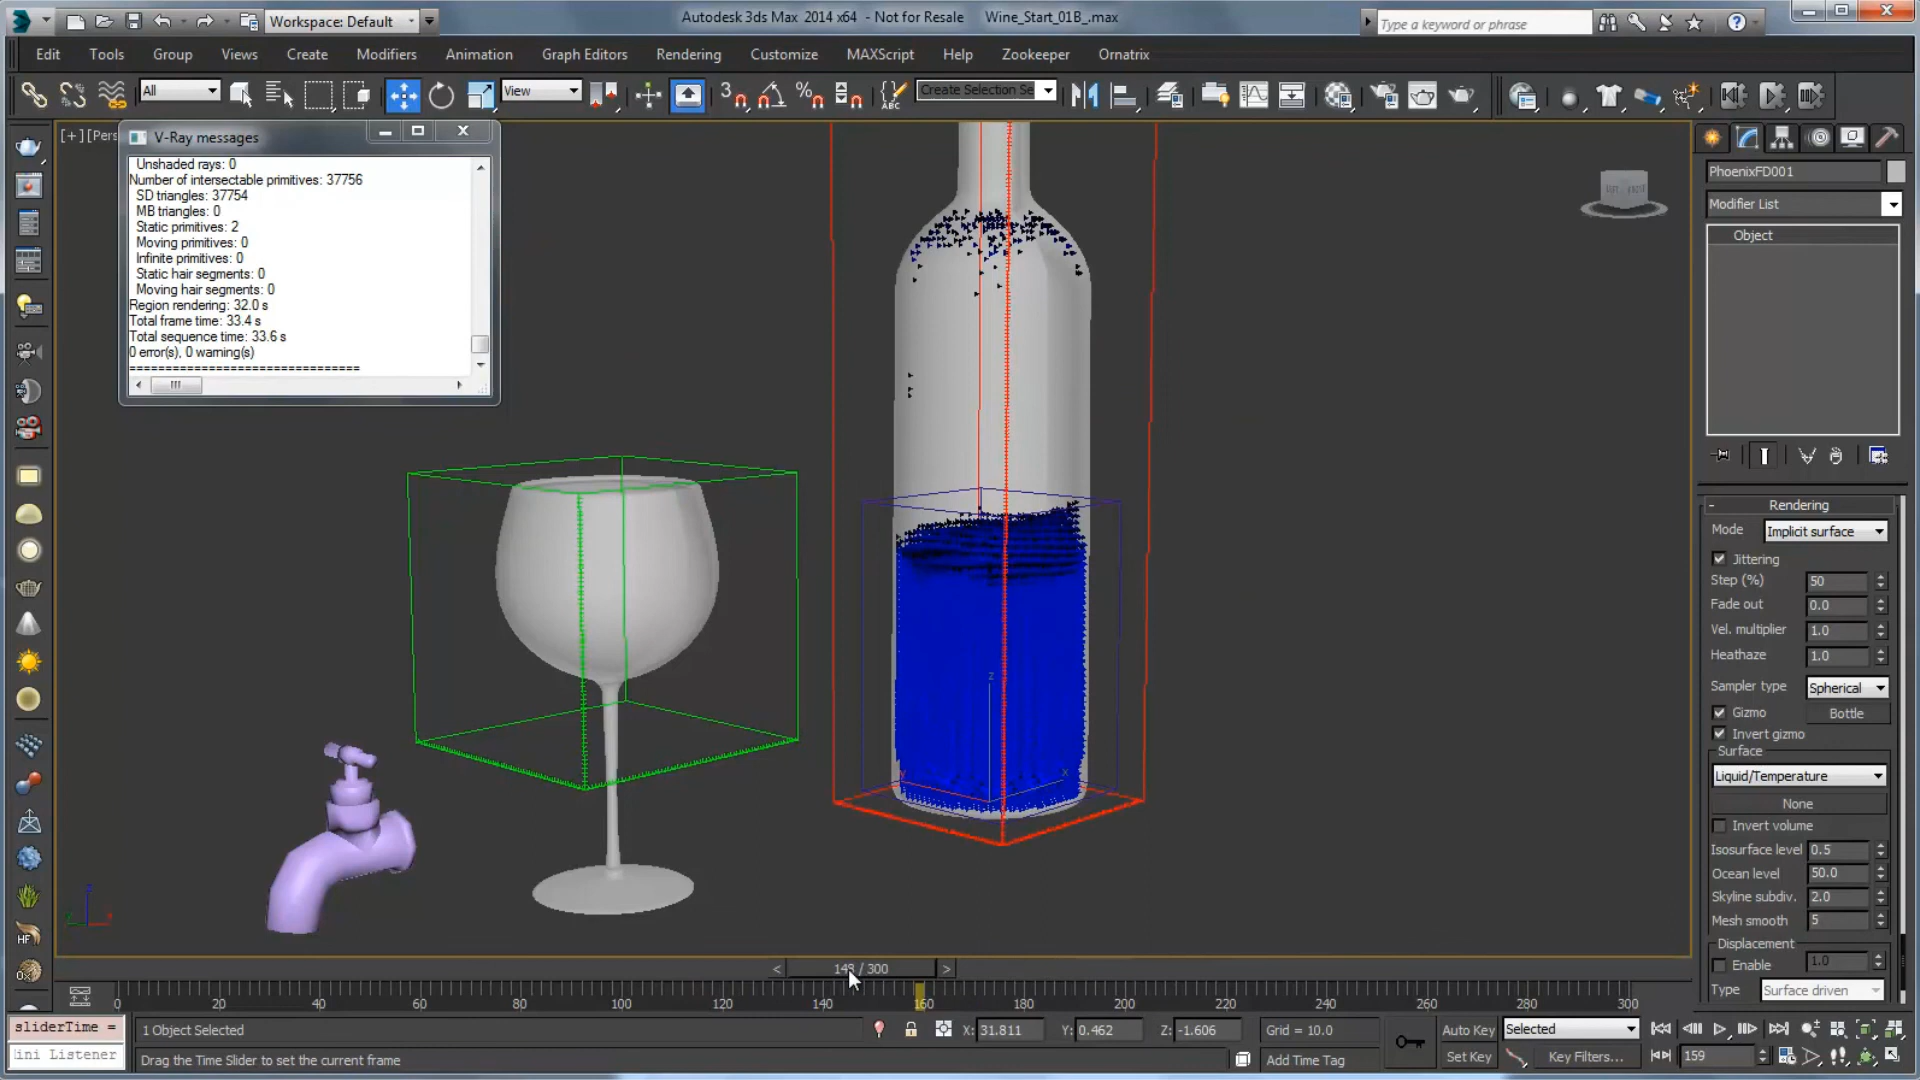 Workspace: Default
Autodesk 3ds Max 2014 x64 - Not for Resale Wine_Start_01B_.max
Type a keyword or phrase
Edit Tools Group Views Create Modifiers Animation Graph Editors Rendering Customize MAXScript Help Zookeeper Ornatrix
All View Create Selection Se
[+] [Pers
V-Ray messages
Unshaded rays: 0
Number of intersectable primitives: 37756
SD triangles: 37754
MB triangles: 0
Static primitives: 2
Moving primitives: 0
Infinite primitives: 0
Static hair segments: 0
Moving hair segments: 0
Region rendering: 32.0 s
Total frame time: 33.4 s
Total sequence time: 33.6 s
0 error(s), 0 warning(s)
==============================
PhoenixFD001
Modifier List
Object
- Rendering
Mode Implicit surface
Jittering
Step (%) 50
Fade out 0.0
Vel. multiplier 1.0
Heathaze 1.0
Sampler type Spherical
Gizmo Bottle
Invert gizmo
Surface
Liquid/Temperature
None
Invert volume
Isosurface level 0.5
Ocean level 50.0
Skyline subdiv. 2.0
Mesh smooth 5
Displacement
Enable 1.0
Type Surface driven
z
x
< / 300 >
0 20 40 60 80 100 120 140 160 180 200 220 240 260 280 300
sliderTime =
1 Object Selected
X: 31.811 Y: 0.462 Z: -1.606
Grid = 10.0
Auto Key Selected
ini Listener
Drag the Time Slider to set the current frame
Add Time Tag
Set Key Key Filters...
159